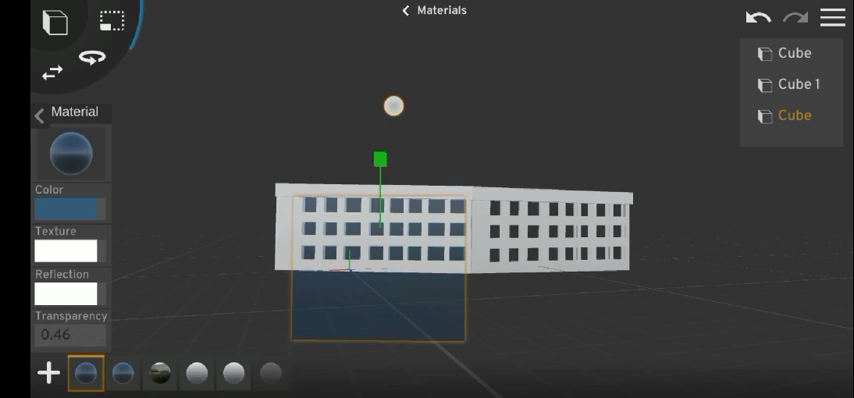 Materials
Cube
Cube 1
Cube
Material
Color
Texture
Reflection
Transparency
0.46